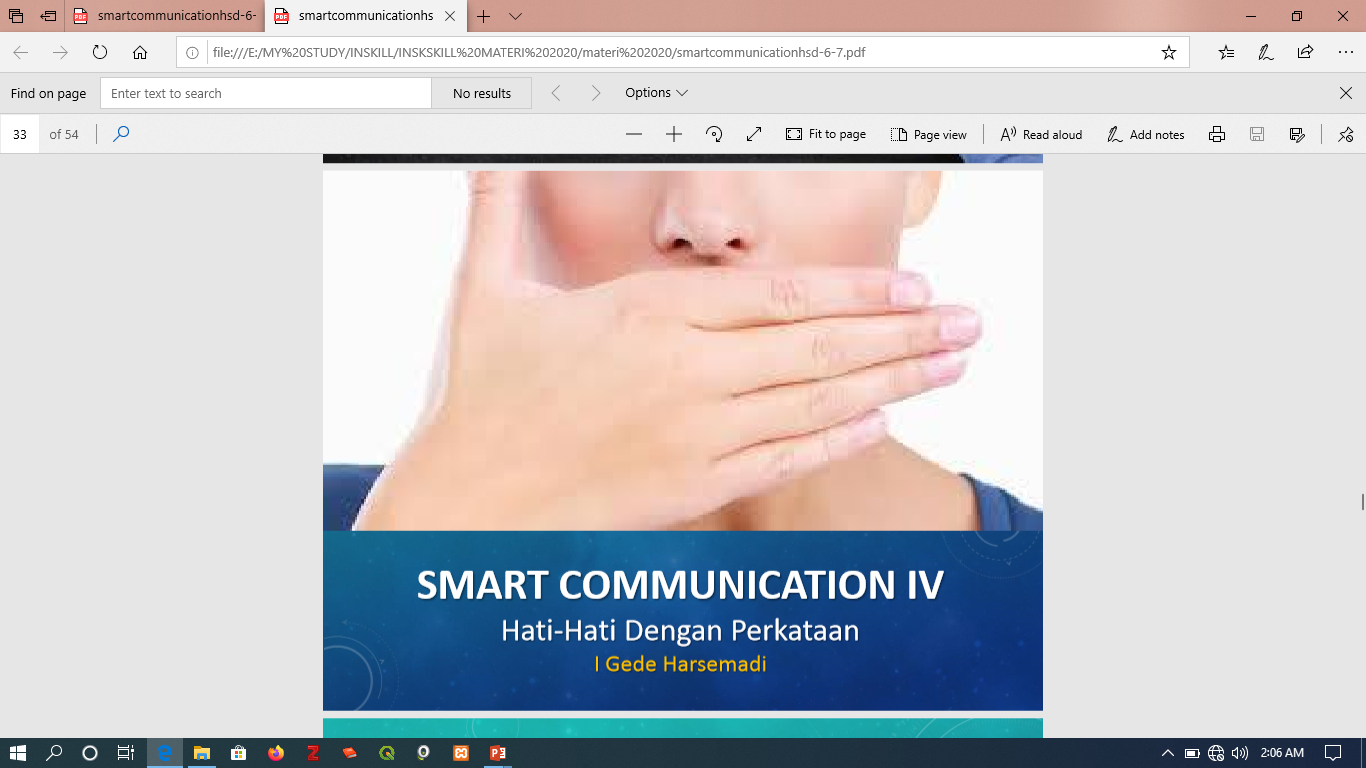 smartcommunicationhsd-6-
smartcommunicationhs
file:///E:/MY%20STUDY/INSKILL/INSKSKILL%20MATERI%202020/materi%202020/smartcommunicationhsd-6-7.pdf
Find on page
Enter text to search
No results
Options
33
of 54
Fit to page
Page view
Read aloud
Add notes
SMART COMMUNICATION IV
Hati-Hati Dengan Perkataan
I Gede Harsemadi
2:06 AM